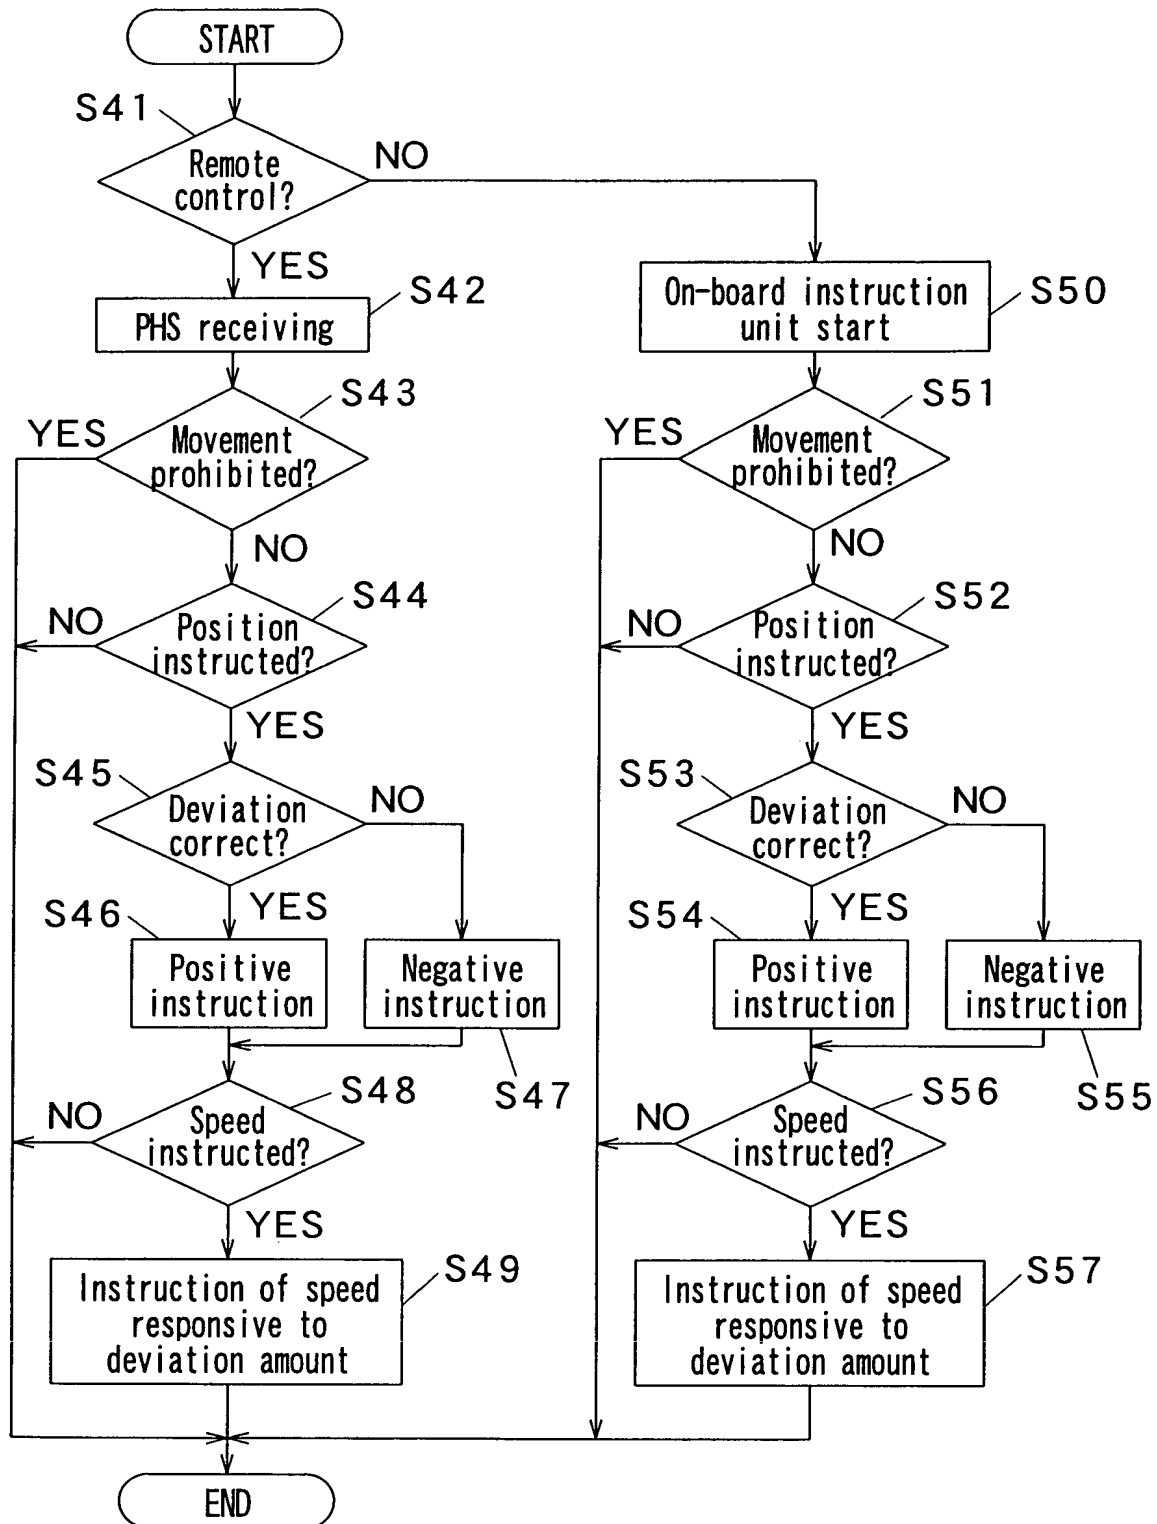 START
S41
Remote
control?
NO
YES
S42
PHS receiving
On-board instruction
unit start
S50
S43
YES
Movement
prohibited?
NO
S51
YES
Movement
prohibited?
NO
S44
NO
Position
instructed?
YES
S52
NO
Position
instructed?
YES
S45
Deviation
correct?
NO
YES
S53
Deviation
correct?
NO
YES
S46
Positive
instruction
Negative
instruction
S47
S54
Positive
instruction
Negative
instruction
S55
S48
NO
Speed
instructed?
YES
S56
NO
Speed
instructed?
YES
S49
Instruction of speed
responsive to
deviation amount
S57
Instruction of speed
responsive to
deviation amount
END